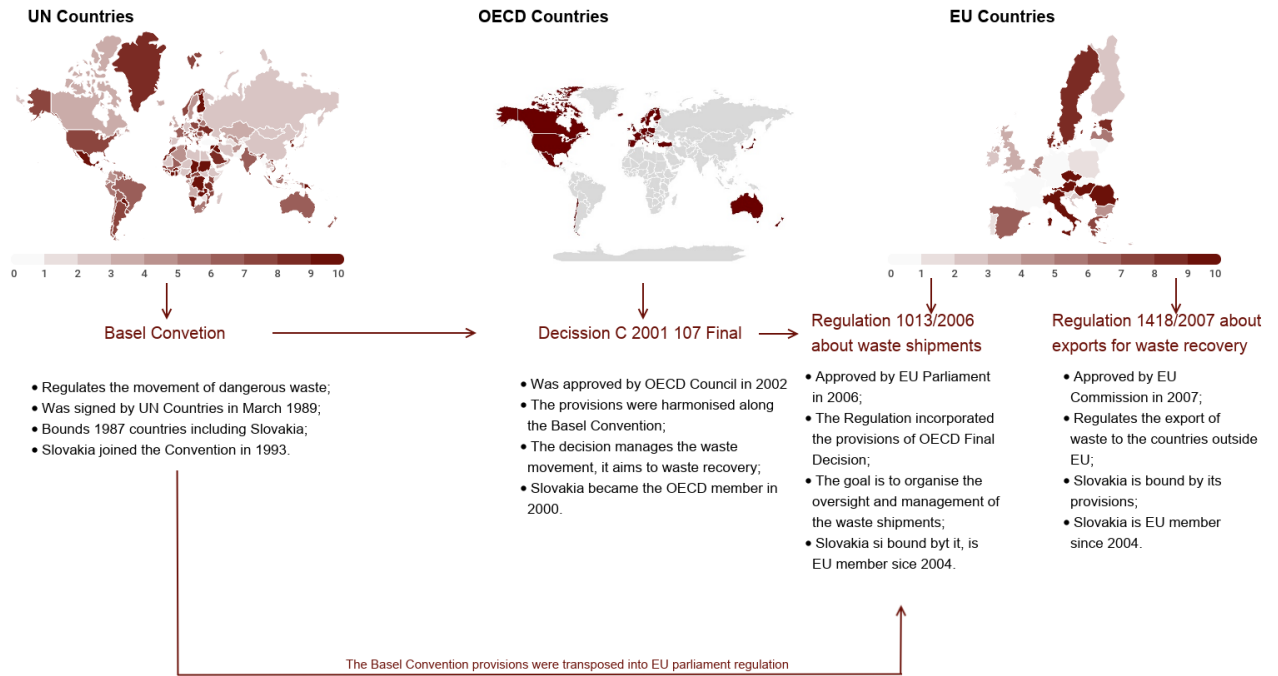 UN Countries
OECD Countries
EU Countries
0 1 2 3 4 5 6 7 8 9 10
0 1 2 3 4 5 6 7 8 9 10
Basel Convetion
• Regulates the movement of dangerous waste;
• Was signed by UN Countries in March 1989;
• Bounds 1987 countries including Slovakia;
• Slovakia joined the Convention in 1993.
Decission C 2001 107 Final
• Was approved by OECD Council in 2002
• The provisions were harmonised along
the Basel Convention;
• The decision manages the waste
movement, it aims to waste recovery;
• Slovakia became the OECD member in
2000.
Regulation 1013/2006
about waste shipments
• Approved by EU Parliament
in 2006;
• The Regulation incorporated
the provisions of OECD Final
Decision;
• The goal is to organise the
oversight and management of
the waste shipments;
• Slovakia si bound byt it, is
EU member sice 2004.
Regulation 1418/2007 about
exports for waste recovery
• Approved by EU
Commission in 2007;
• Regulates the export of
waste to the countries outside
EU;
• Slovakia is bound by its
provisions;
• Slovakia is EU member
since 2004.
The Basel Convention provisions were transposed into EU parliament regulation